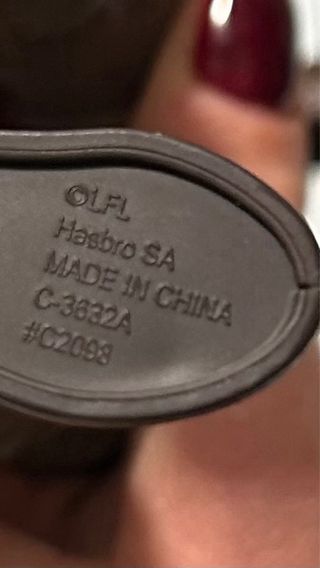 ©LFL
Hasbro SA
MADE IN CHINA
C-3632A
#C2098